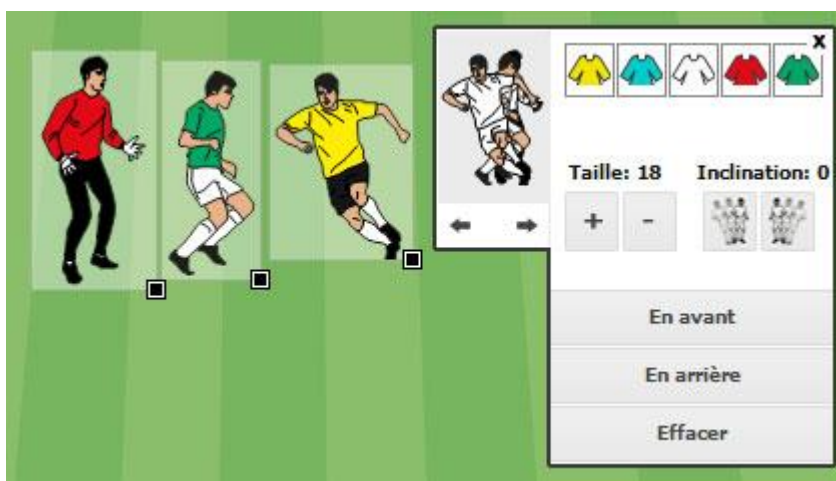 x
Taille: 18 Inclination: 0
+ -
En avant
En arrière
Effacer